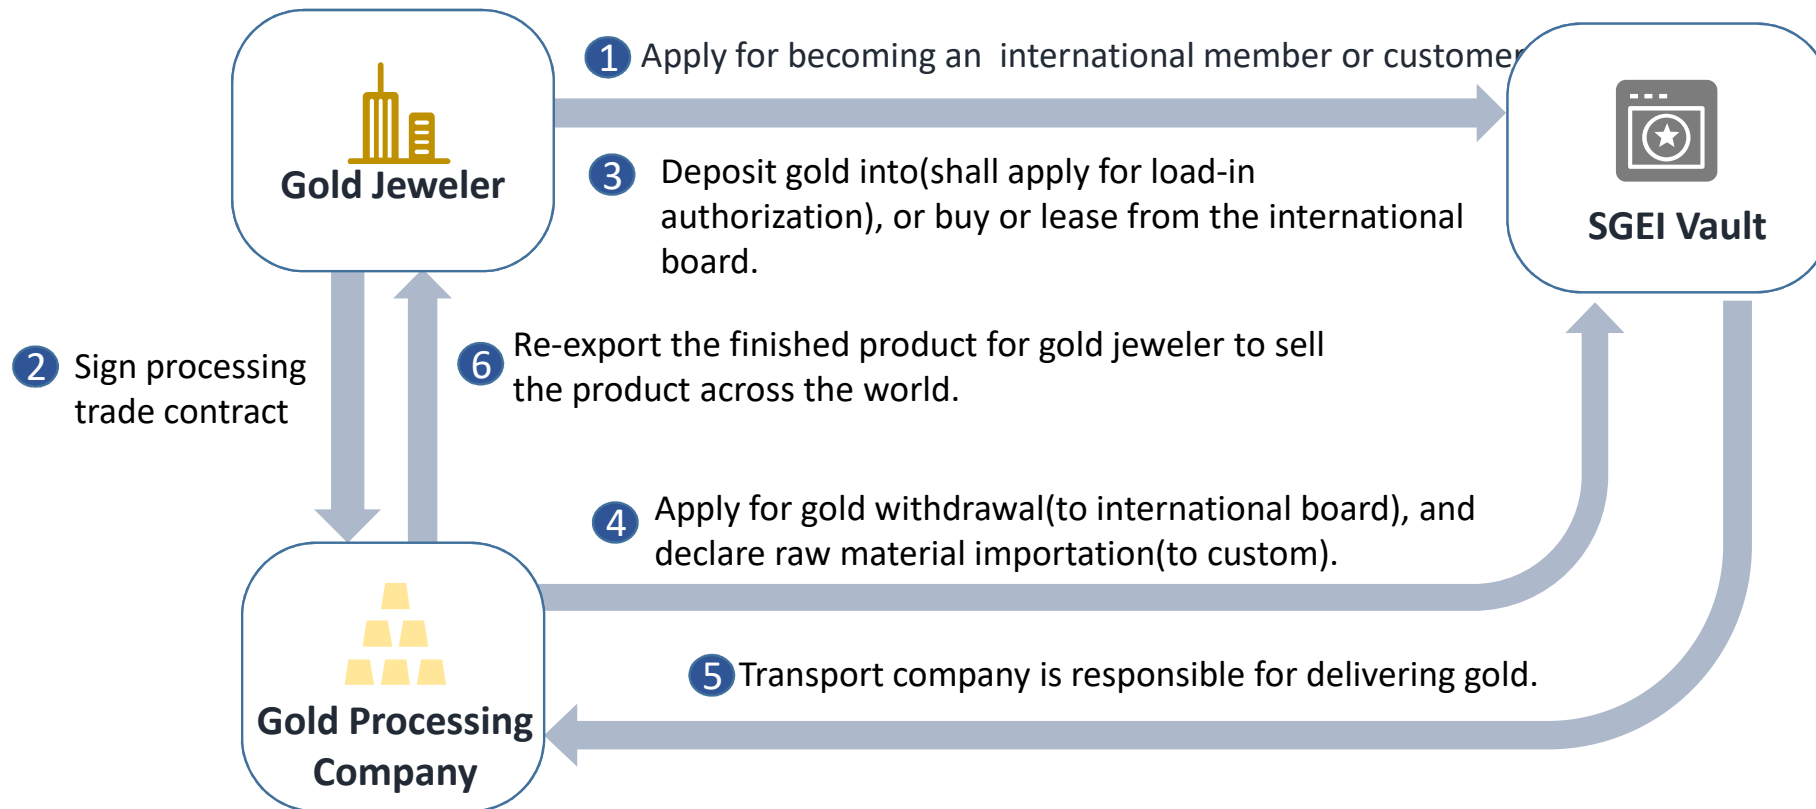 1 Apply for becoming an international member or customer
Gold Jeweler
3 Deposit gold into(shall apply for load-in
authorization), or buy or lease from the international
board.
SGEI Vault
2 Sign processing
trade contract
6 Re-export the finished product for gold jeweler to sell
the product across the world.
4 Apply for gold withdrawal(to international board), and
declare raw material importation(to custom).
5 Transport company is responsible for delivering gold.
Gold Processing
Company